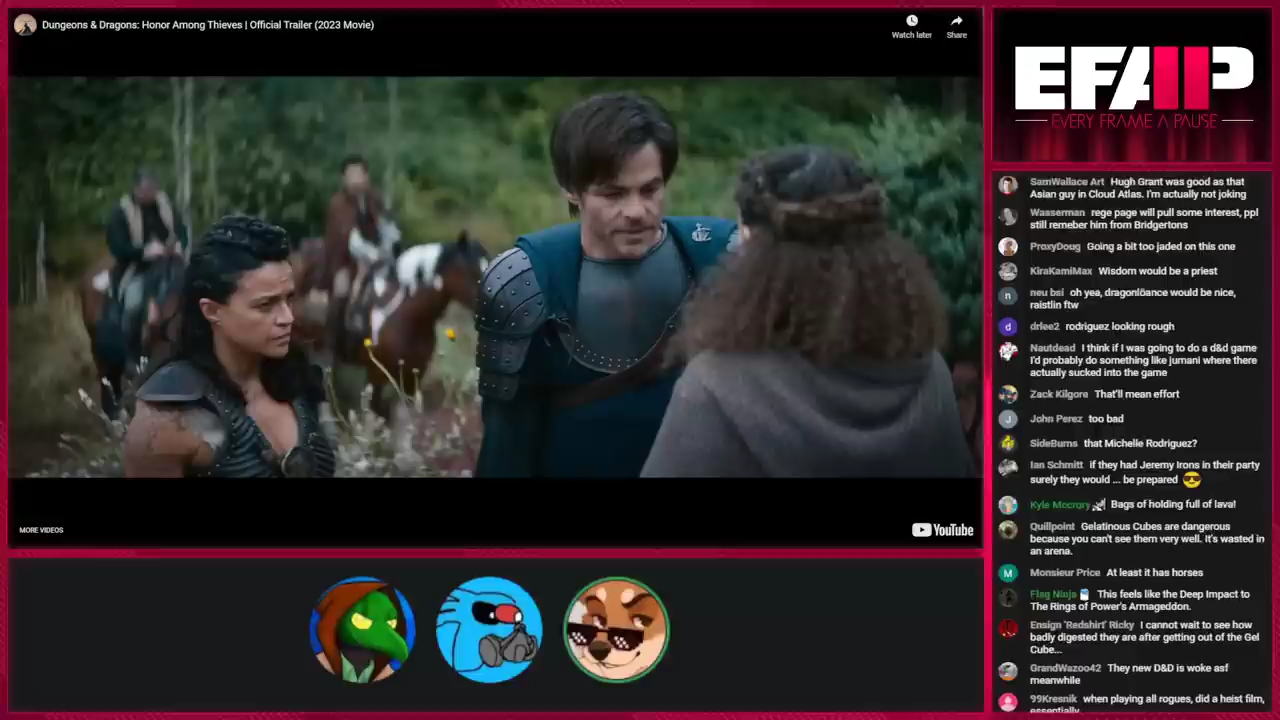 Dungeons & Dragons: Honor Among Thieves | Official Trailer (2023 Movie)
Watch later
Share
MORE VIDEOS
YouTube
EFAP
EVERY FRAME A PAUSE
SamWallace Art Hugh Grant was good as that
Asian guy in Cloud Atlas. I'm actually not joking
Wasserman rege page will pull some interest, ppl
still remeber him from Bridgertons
ProxyDoug Going a bit too jaded on this one
KiraKamiMax Wisdom would be a priest
n
neu bsi oh yea, dragonlöance would be nice,
raistlin ftw
d
drlee2 rodriguez looking rough
Nautdead I think if I was going to do a d&d game
I'd probably do something like jumani where there
actually sucked into the game
Zack Kilgore That'll mean effort
J
John Perez too bad
SideBurns that Michelle Rodriguez?
Ian Schmitt if they had Jeremy Irons in their party
surely they would ... be prepared 😎
Kyle Mccrory Bags of holding full of lava!
Quillpoint Gelatinous Cubes are dangerous
because you can't see them very well. It's wasted in
an arena.
M
Monsieur Price At least it has horses
Flag Ninja This feels like the Deep Impact to
The Rings of Power's Armageddon.
Ensign 'Redshirt' Ricky I cannot wait to see how
badly digested they are after getting out of the Gel
Cube...
GrandWazoo42 They new D&D is woke asf
meanwhile
99Kresnik when playing all rogues, did a heist film,
essentially